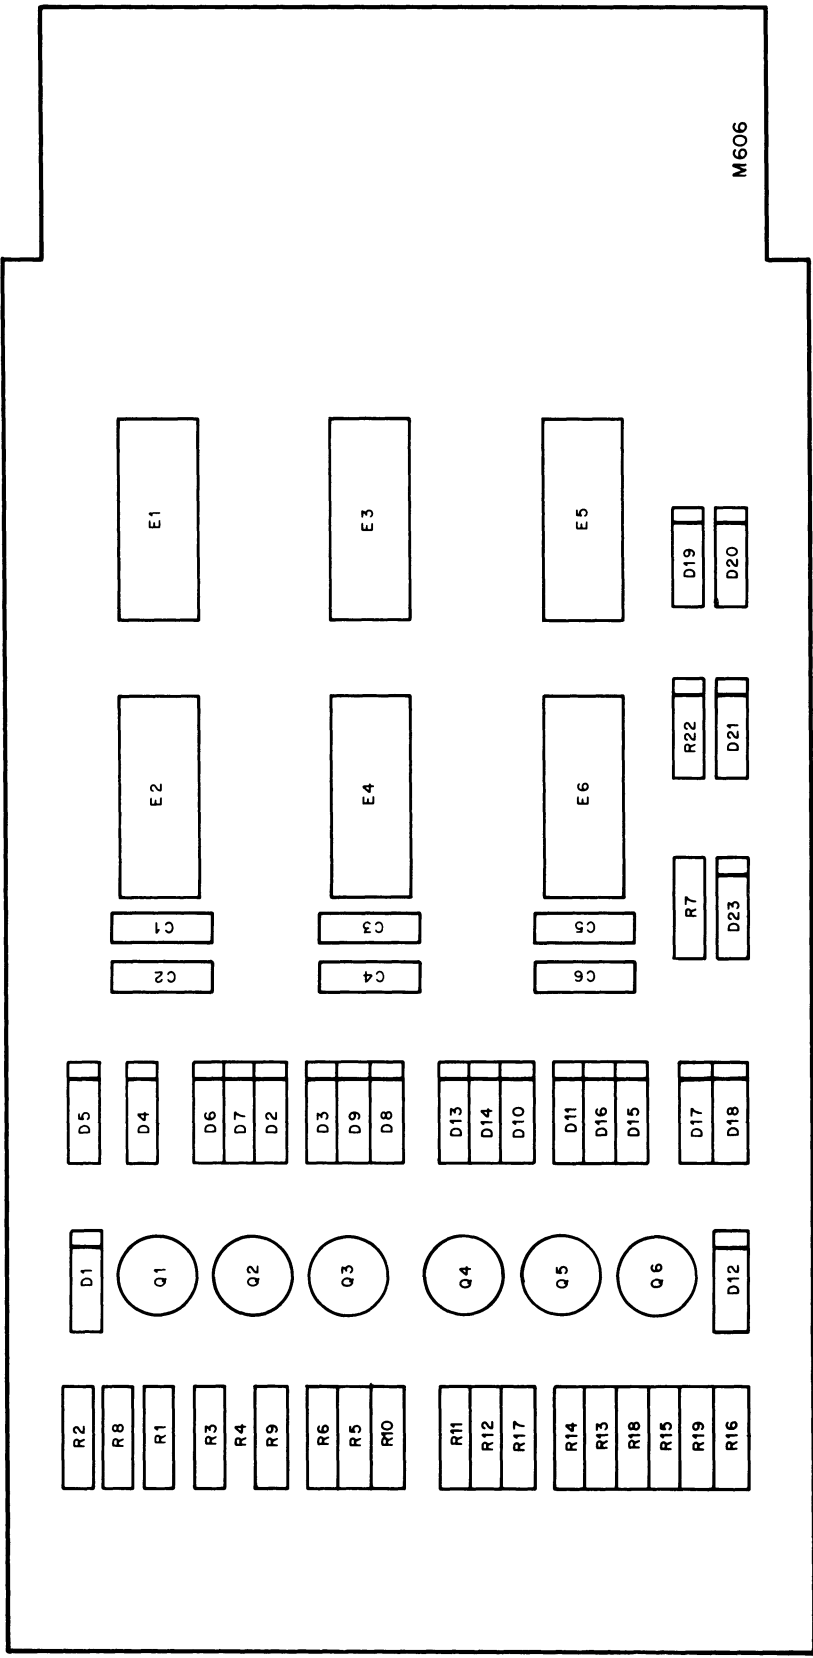 M606
E1 E3 E5
D19 D20
R22 D21
E2 E4 E6
R7 D23
C1 C3 C5
C2 C4 C6
D5 D4 D6 D7 D2 D3 D9 D8 D13 D14 D10 D11 D16 D15 D17 D18
D1 Q1 Q2 Q3 Q4 Q5 Q6 D12
R2 R8 R1 R3 R4 R9 R6 R5 R10 R11 R12 R17 R14 R13 R18 R15 R19 R16